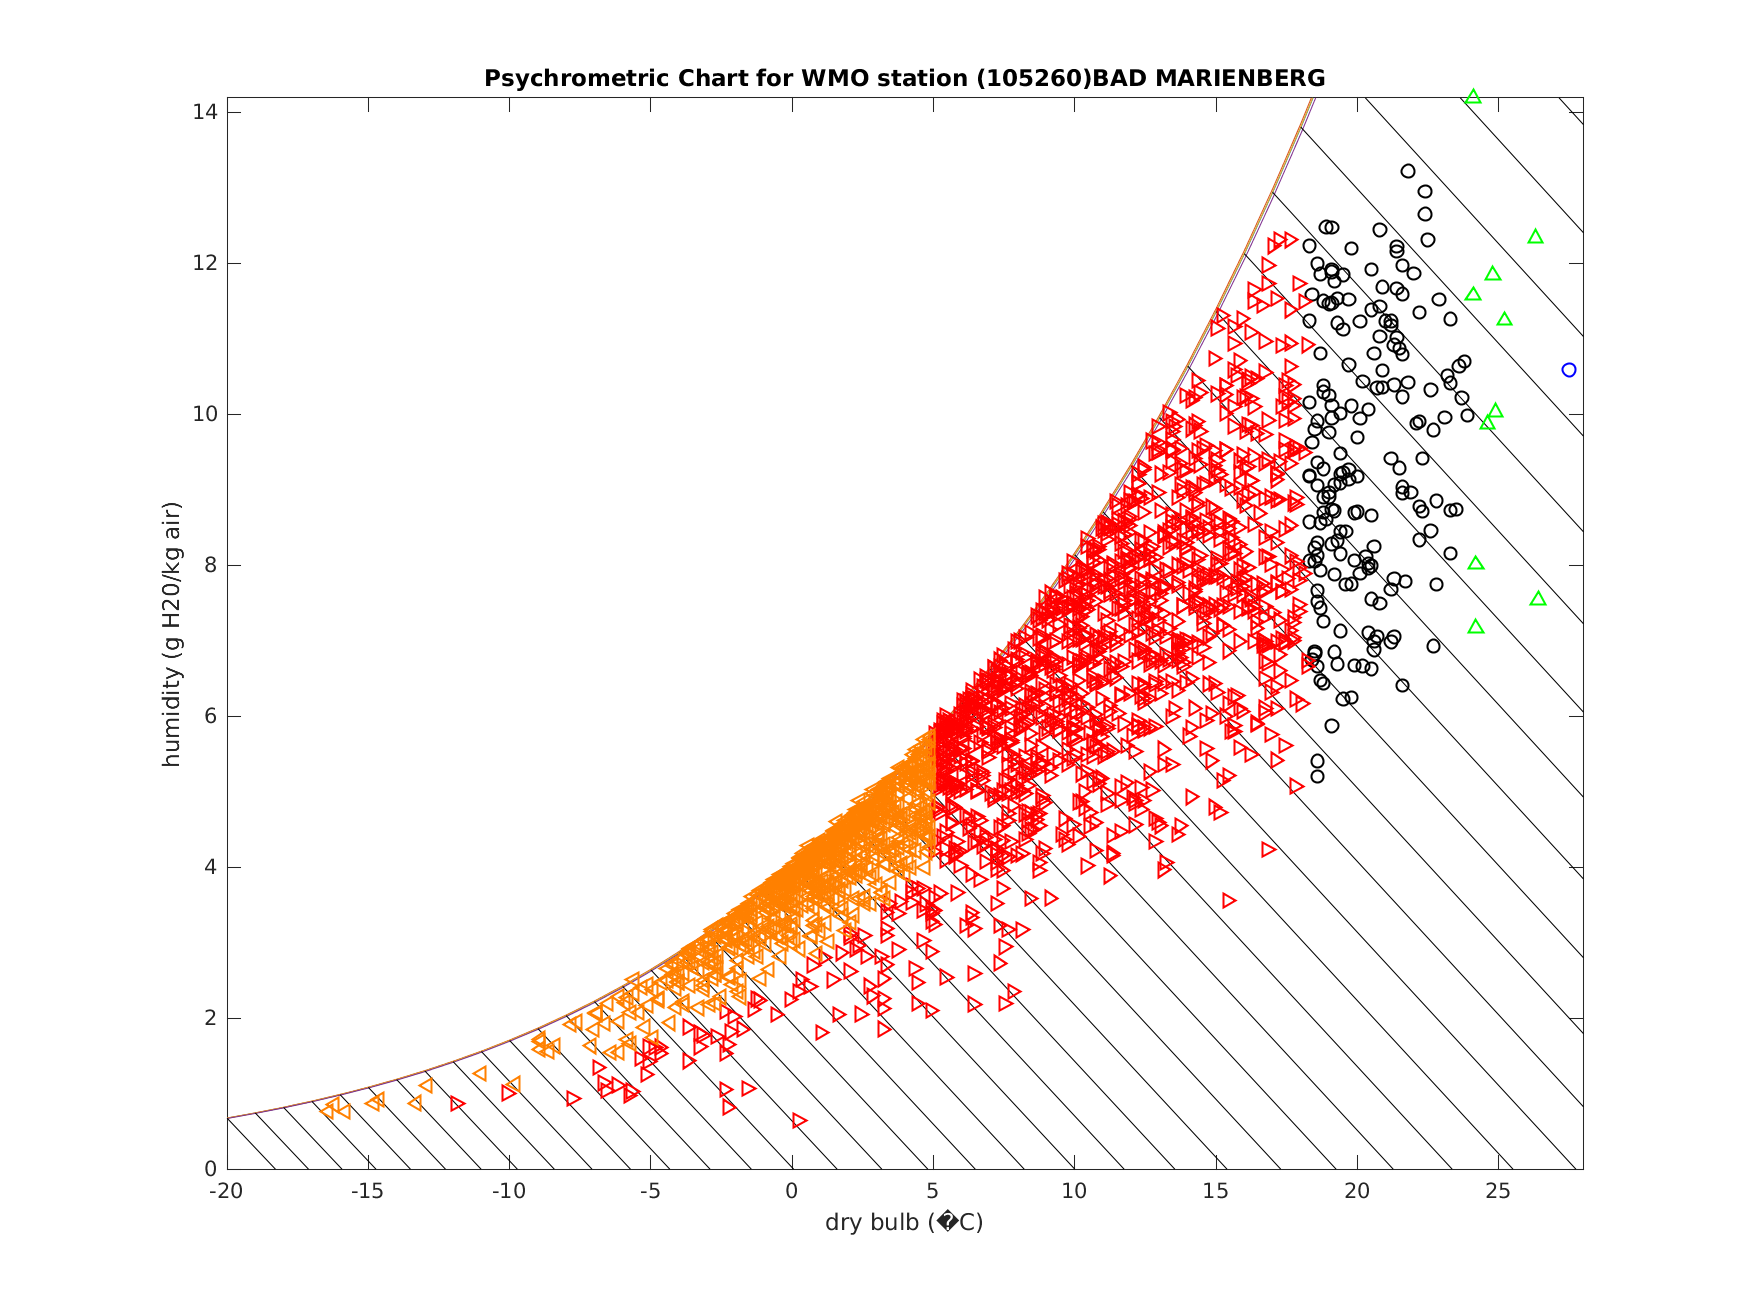 Psychrometric Chart for WMO station (105260)BAD MARIENBERG
humidity (g H20/kg air)
14
12
10
8
6
4
2
0
-20 -15 -10 -5 0 5 10 15 20 25
dry bulb (�C)